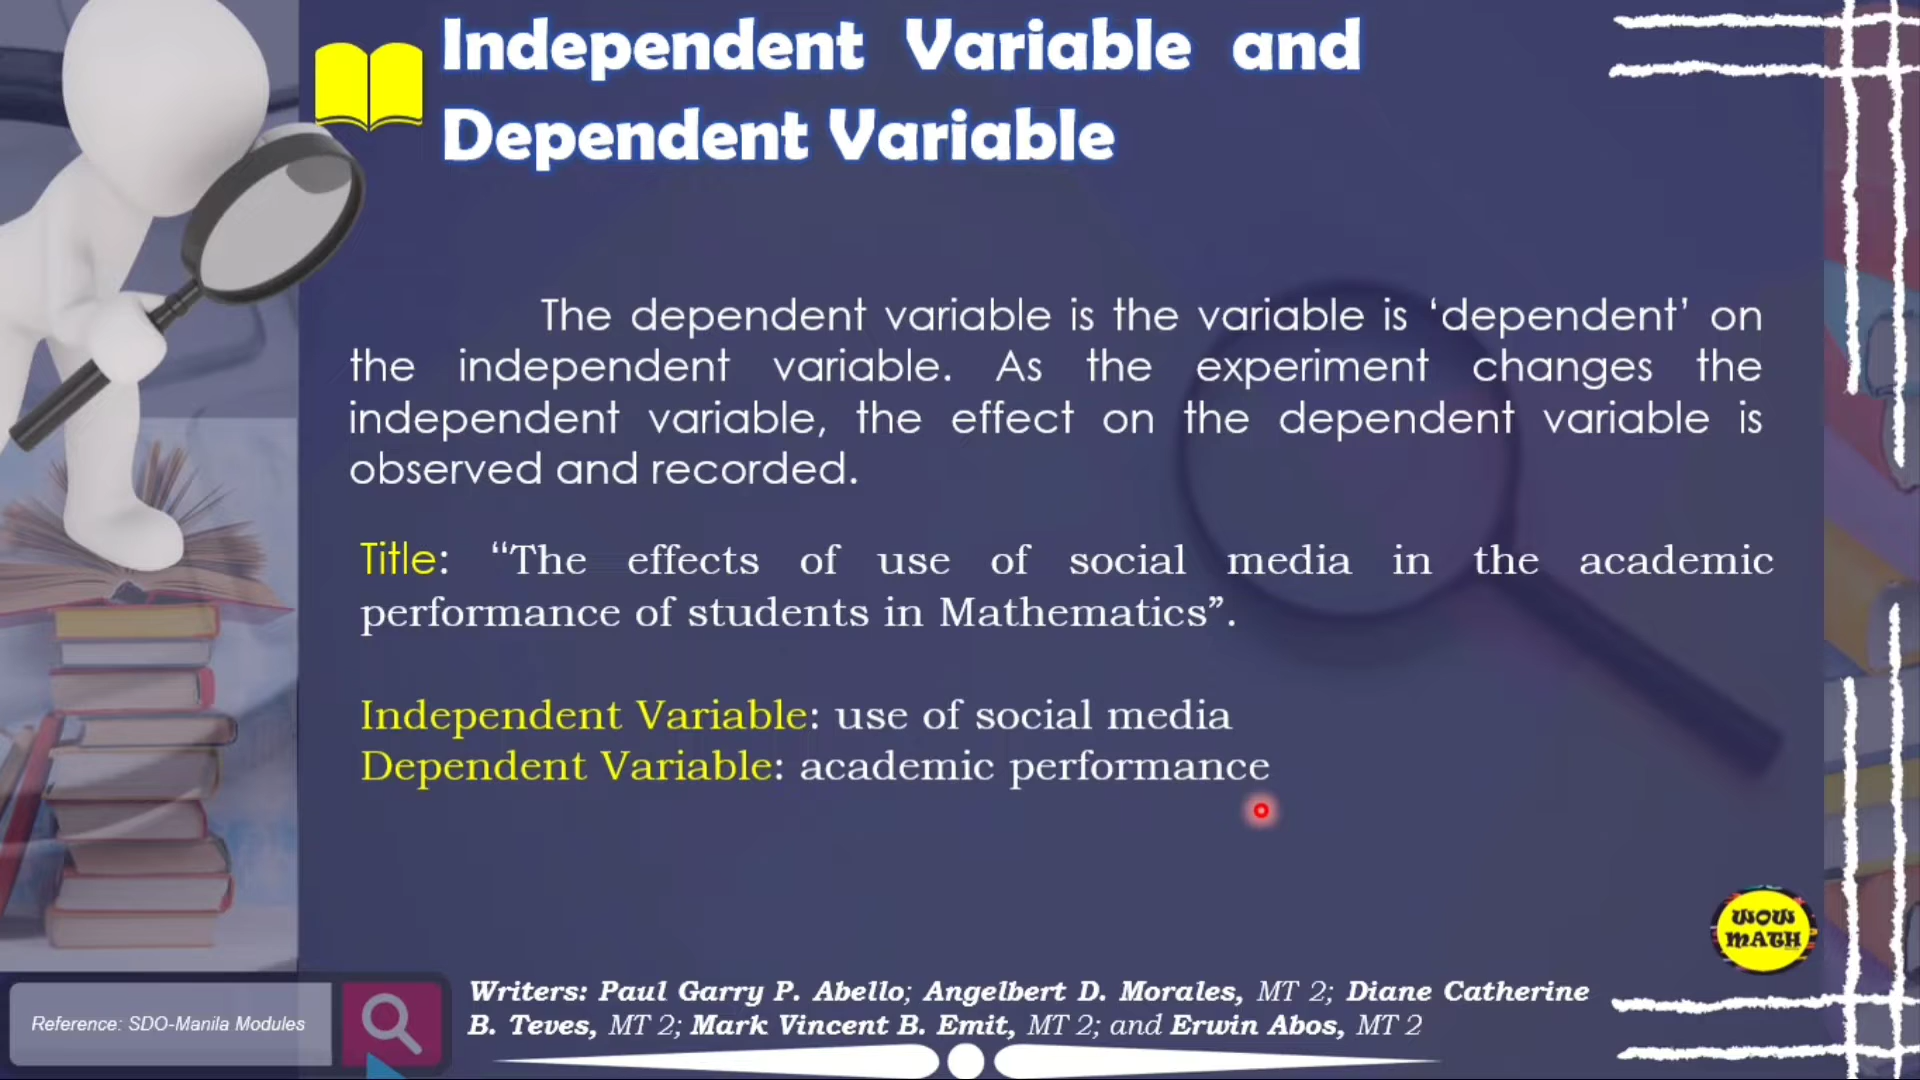 Independent Variable and
Dependent Variable
The dependent variable is the variable is ‘dependent’ on
the independent variable. As the experiment changes the
independent variable, the effect on the dependent variable is
observed and recorded.
Title: “The effects of use of social media in the academic
performance of students in Mathematics”.
Independent Variable: use of social media
Dependent Variable: academic performance
WOW
MATH
Reference: SDO-Manila Modules
Writers: Paul Garry P. Abello; Angelbert D. Morales, MT 2; Diane Catherine
B. Teves, MT 2; Mark Vincent B. Emit, MT 2; and Erwin Abos, MT 2